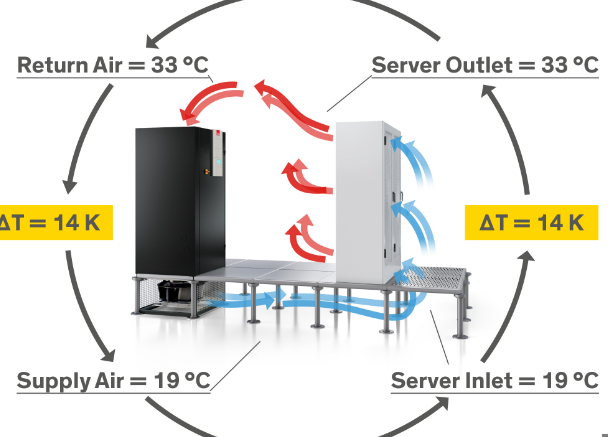 Return Air = 33 °C
Server Outlet = 33 °C
ΔT = 14 K
ΔT = 14 K
Supply Air = 19 °C
Server Inlet = 19 °C